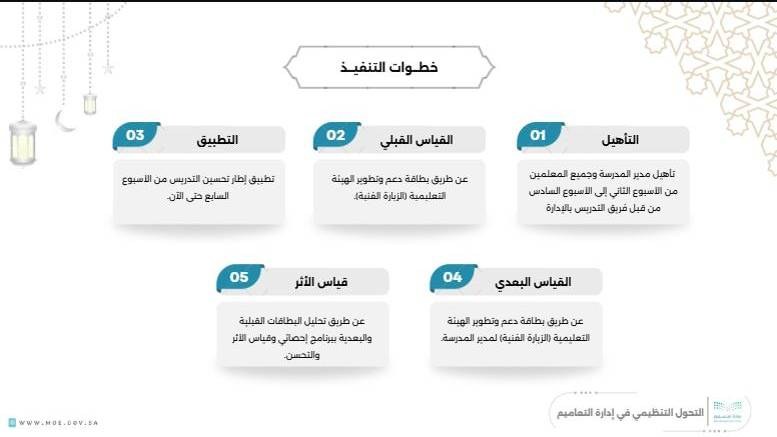 خطــوات التنفيــذ
01
التأهيل
تأهيل مدير المدرسة وجميع المعلمين
من الأسبوع الثاني إلى الأسبوع السادس
من قبل فريق التدريس بالإدارة
02
القياس القبلي
عن طريق بطاقة دعم وتطوير الهيئة
التعليمية (الزيارة الفنية).
03
التطبيق
تطبيق إطار تحسين التدريس من الأسبوع
السابع حتى الآن.
04
القياس البعدي
عن طريق بطاقة دعم وتطوير الهيئة
التعليمية (الزيارة الفنية) لمدير المدرسة.
05
قياس الأثر
عن طريق تحليل البطاقات القبلية
والبعدية ببرنامج إحصائي وقياس الأثر
والتحسن.
التحول التنظيمي في إدارة التعاميم
WWW.MOE.GOV.SA